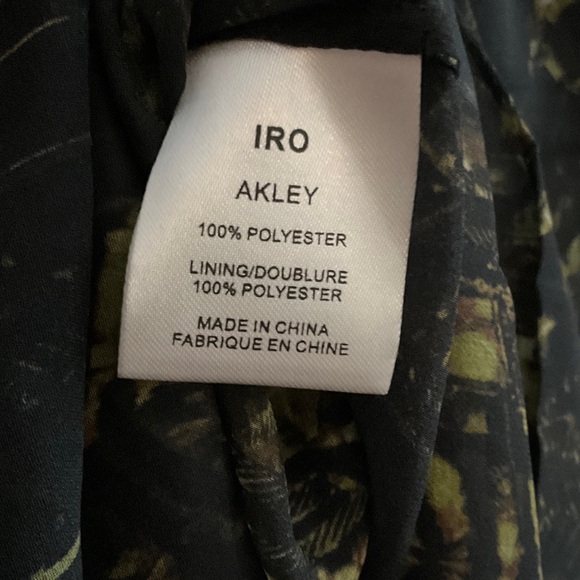 IRO
AKLEY
100% POLYESTER
LINING/DOUBLURE
100% POLYESTER
MADE IN CHINA
FABRIQUE EN CHINE